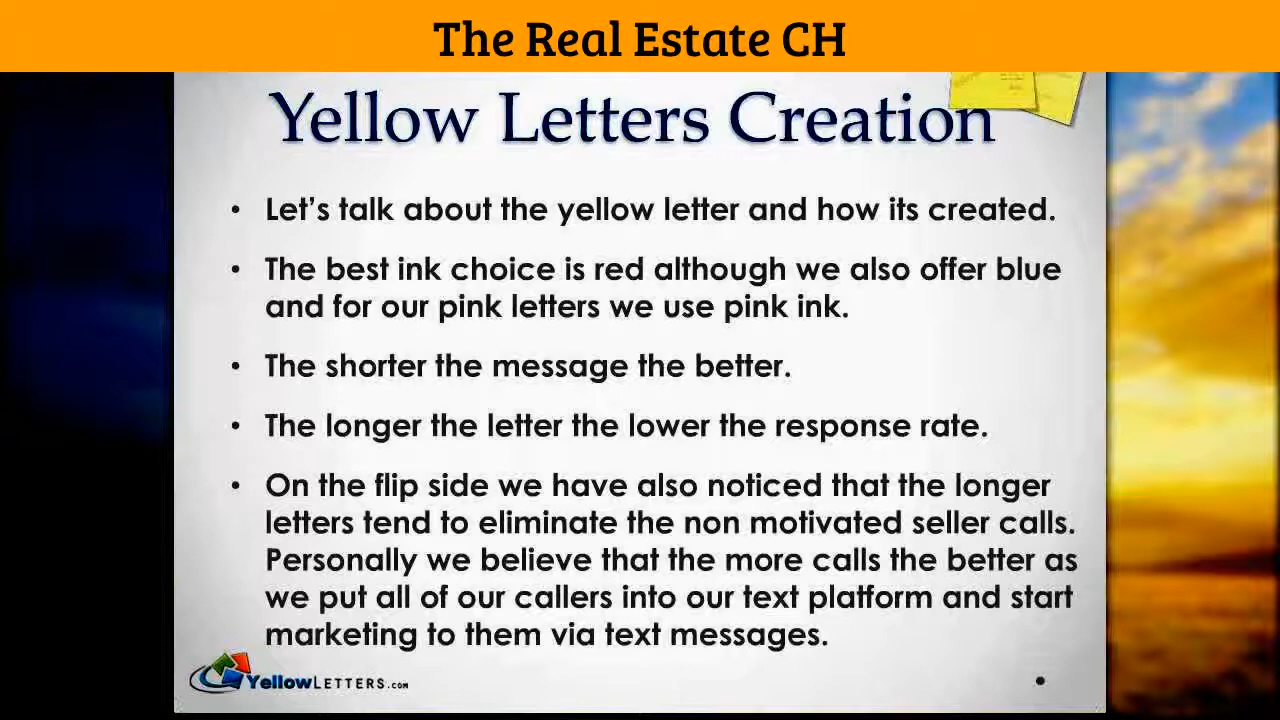 The Real Estate CH
Yellow Letters Creation
• Let's talk about the yellow letter and how its created.
• The best ink choice is red although we also offer blue
and for our pink letters we use pink ink.
• The shorter the message the better.
• The longer the letter the lower the response rate.
• On the flip side we have also noticed that the longer
letters tend to eliminate the non motivated seller calls.
Personally we believe that the more calls the better as
we put all of our callers into our text platform and start
marketing to them via text messages.
YellowLETTERS.com